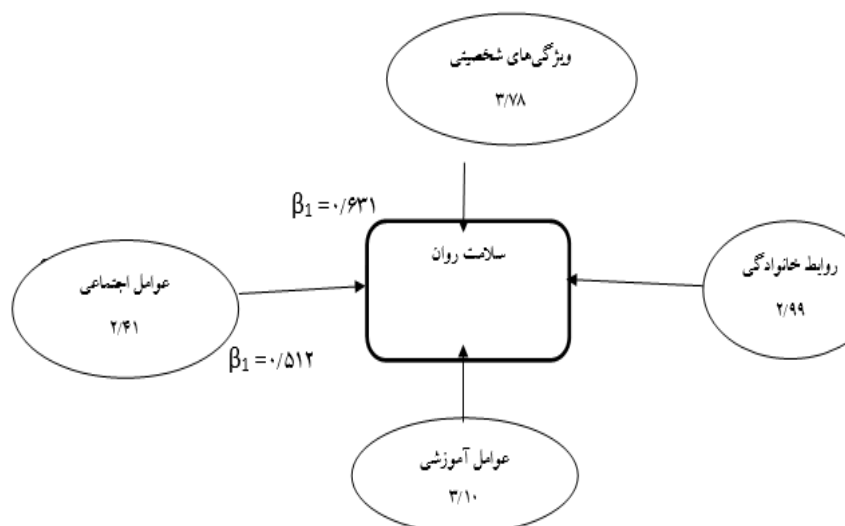 ویژگی‌های شخصیتی
۳/۷۸
β₁ =۰/۶۳۱
سلامت روان
روابط خانوادگی
۲/۹۹
عوامل اجتماعی
۲/۴۱
β₁ =۰/۵۱۲
عوامل آموزشی
۳/۱۰